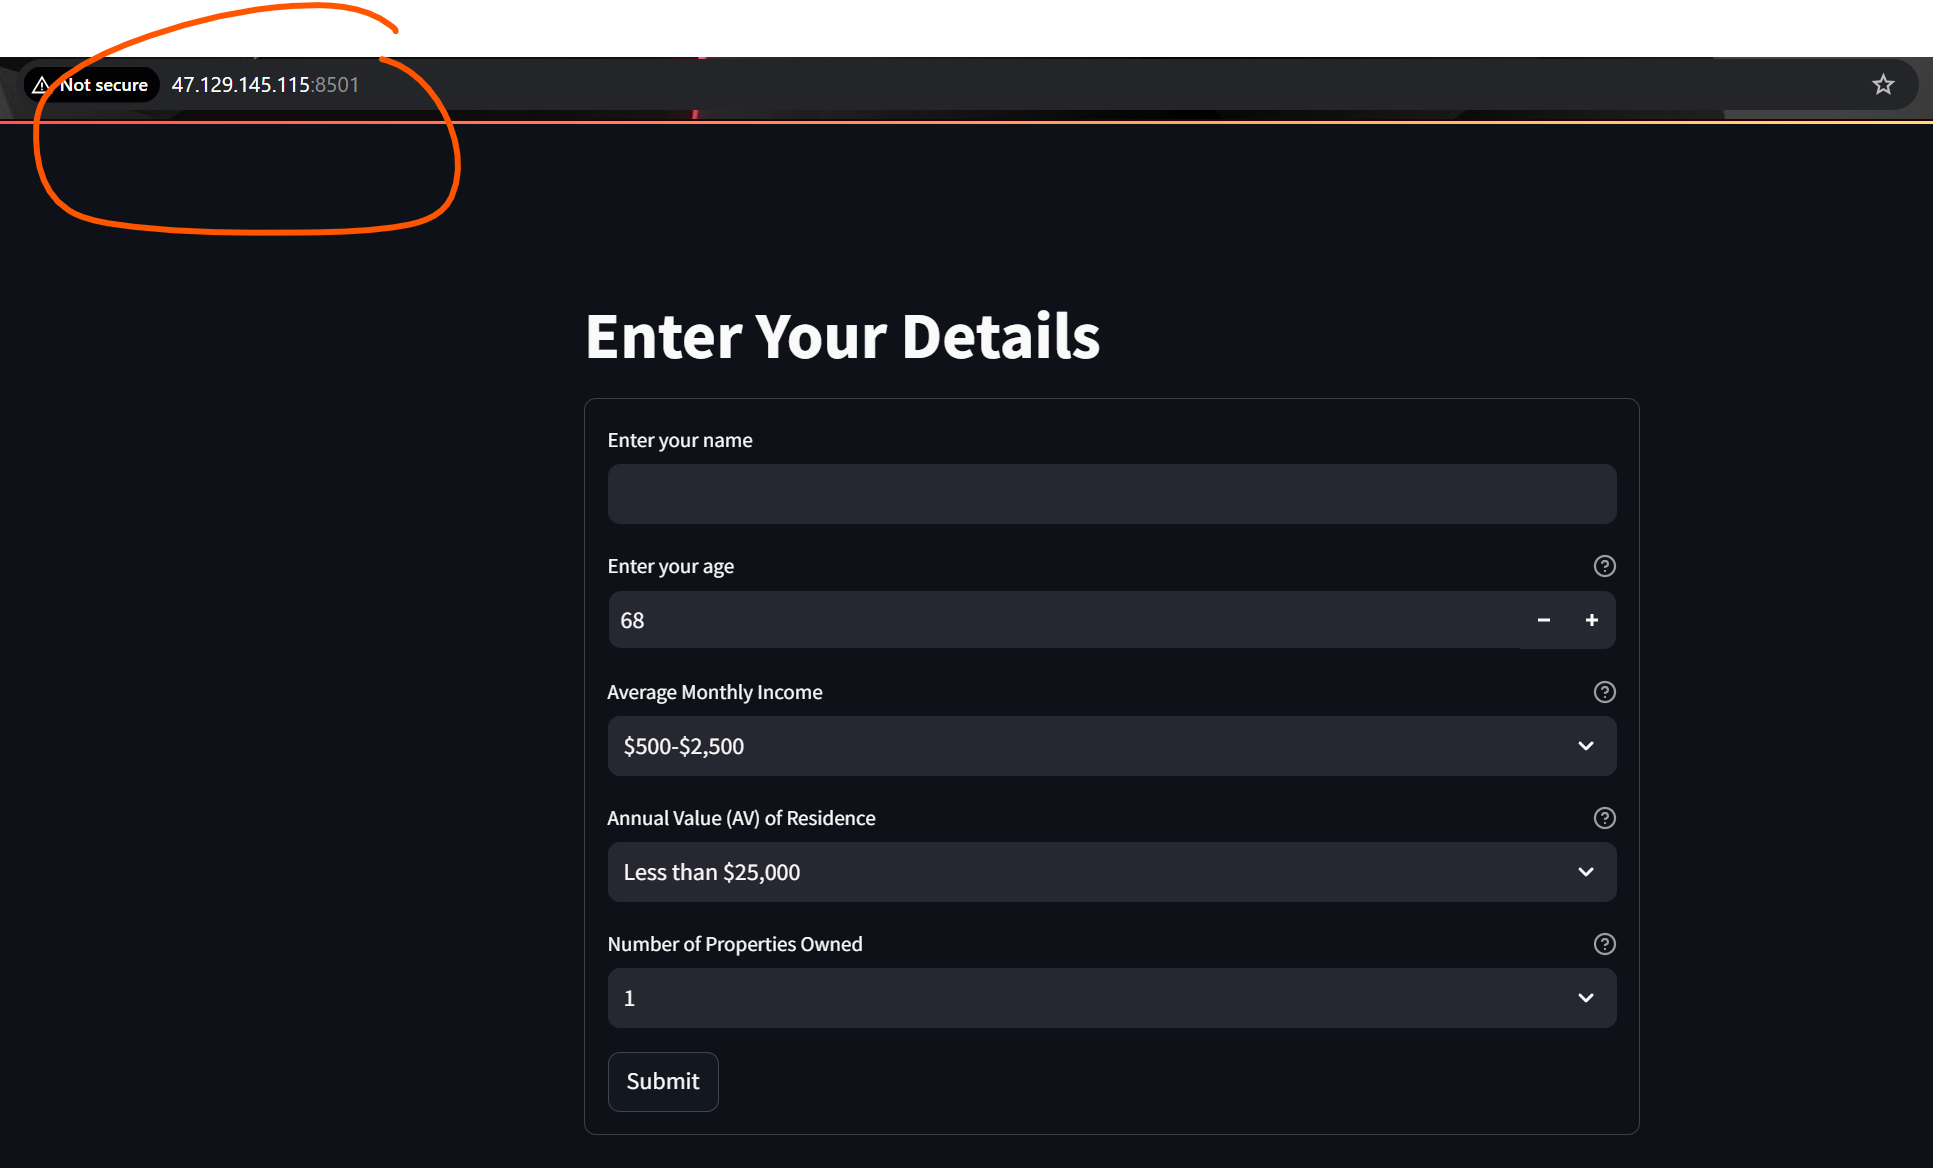 Not secure 47.129.145.115:8501
Enter Your Details
Enter your name
Enter your age
68
Average Monthly Income
$500-$2,500
Annual Value (AV) of Residence
Less than $25,000
Number of Properties Owned
1
Submit